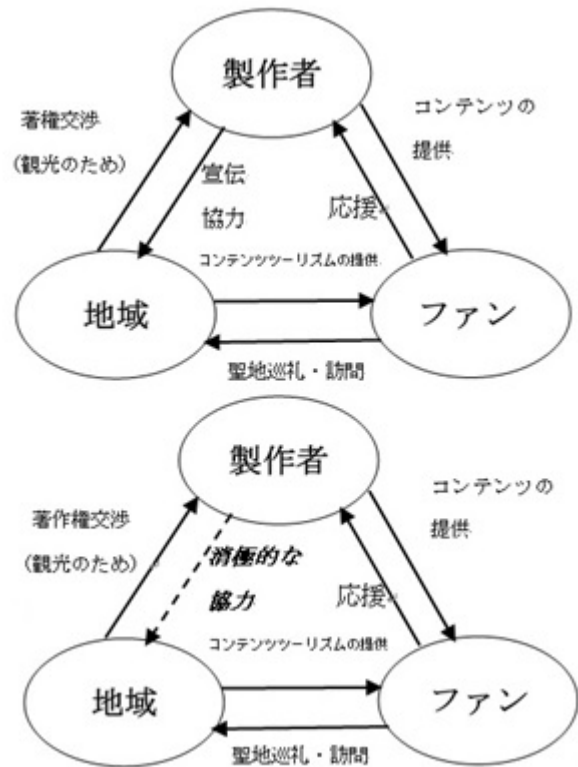 製作者
著権交渉
(観光のため)
コンテンツの
提供
宣伝
協力
応援
コンテンツツーリズムの提供
地域
ファン
聖地巡礼・訪問
製作者
著作権交渉
(観光のため)
コンテンツの
提供
消極的な
協力
応援
コンテンツツーリズムの提供
地域
ファン
聖地巡礼・訪問